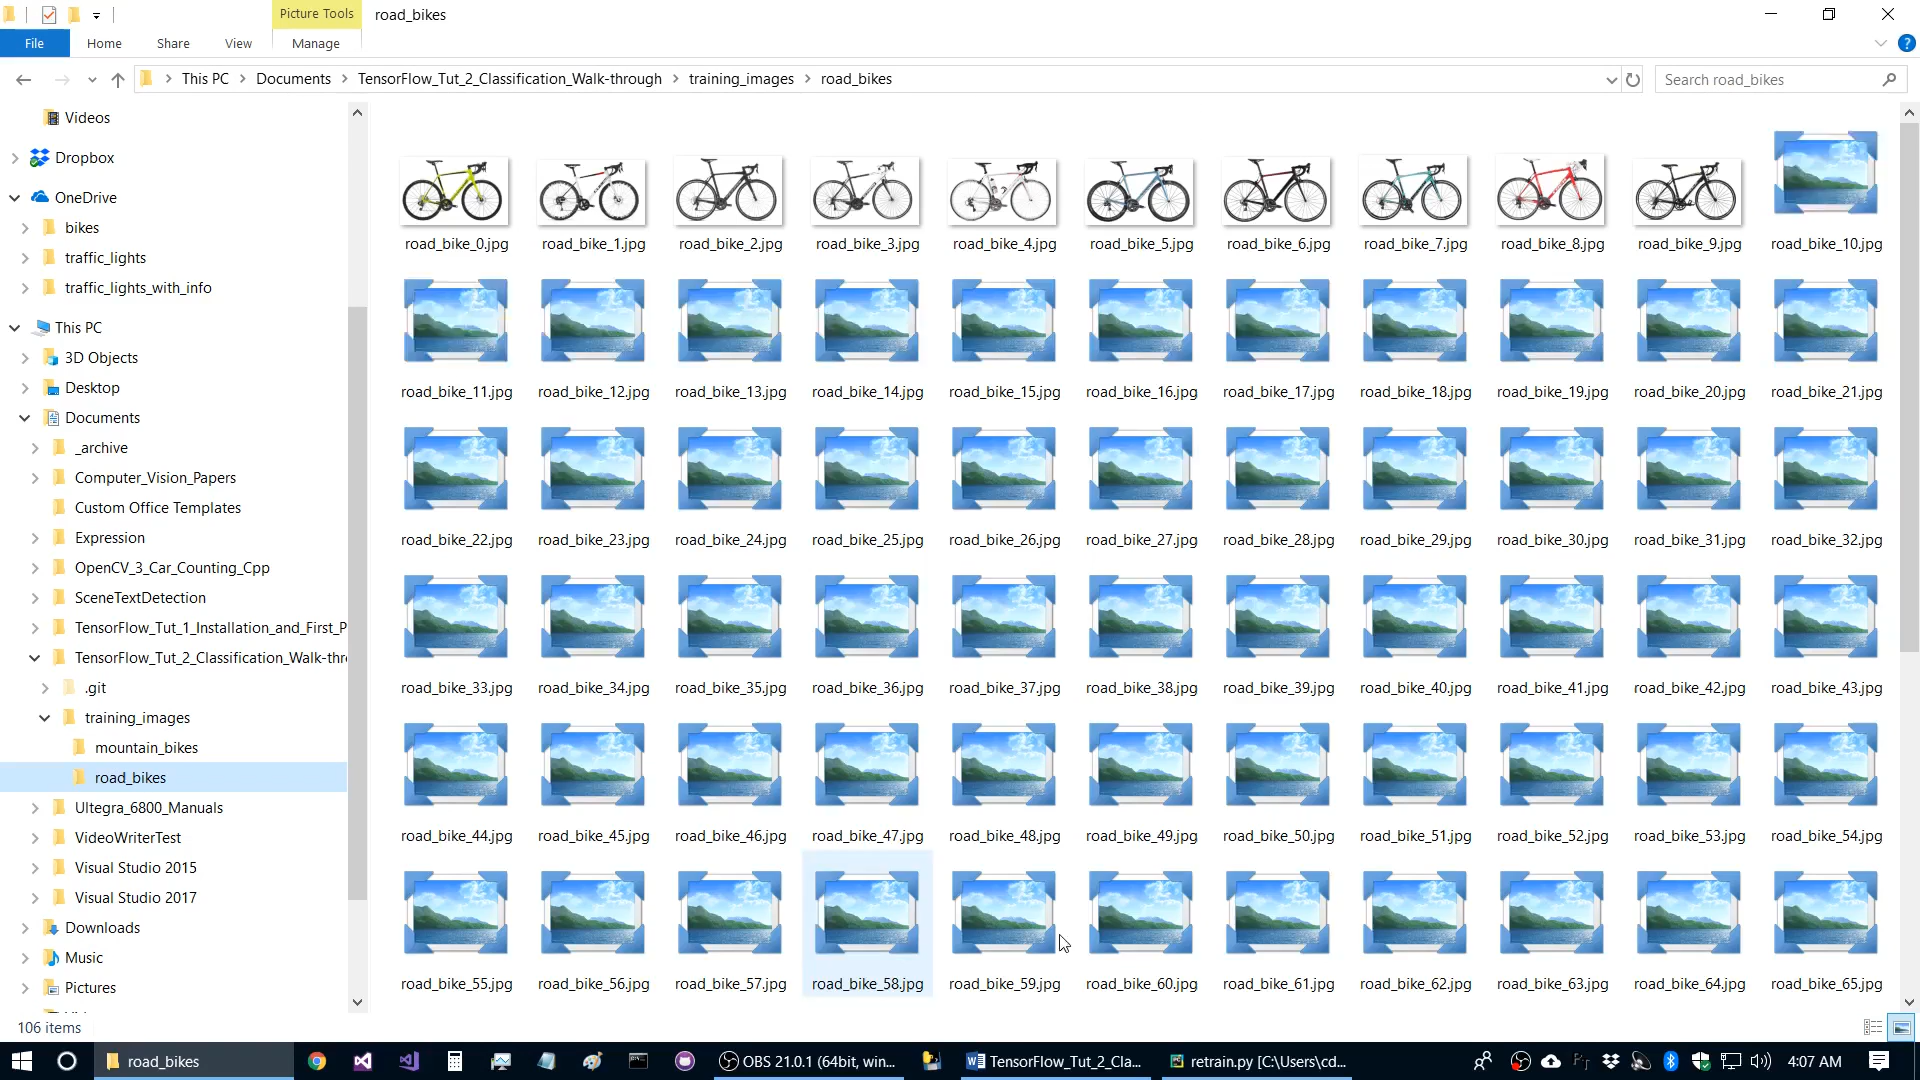 Picture Tools
road_bikes
File
Home
Share
View
Manage
This PC
Documents
TensorFlow_Tut_2_Classification_Walk-through
training_images
road_bikes
Search road_bikes
Videos
Dropbox
OneDrive
bikes
traffic_lights
traffic_lights_with_info
This PC
3D Objects
Desktop
Documents
_archive
Computer_Vision_Papers
Custom Office Templates
Expression
OpenCV_3_Car_Counting_Cpp
SceneTextDetection
TensorFlow_Tut_1_Installation_and_First_P
TensorFlow_Tut_2_Classification_Walk-thr
.git
training_images
mountain_bikes
road_bikes
Ultegra_6800_Manuals
VideoWriterTest
Visual Studio 2015
Visual Studio 2017
Downloads
Music
Pictures
road_bike_0.jpg road_bike_1.jpg road_bike_2.jpg road_bike_3.jpg road_bike_4.jpg road_bike_5.jpg road_bike_6.jpg road_bike_7.jpg road_bike_8.jpg road_bike_9.jpg road_bike_10.jpg
road_bike_11.jpg road_bike_12.jpg road_bike_13.jpg road_bike_14.jpg road_bike_15.jpg road_bike_16.jpg road_bike_17.jpg road_bike_18.jpg road_bike_19.jpg road_bike_20.jpg road_bike_21.jpg
road_bike_22.jpg road_bike_23.jpg road_bike_24.jpg road_bike_25.jpg road_bike_26.jpg road_bike_27.jpg road_bike_28.jpg road_bike_29.jpg road_bike_30.jpg road_bike_31.jpg road_bike_32.jpg
road_bike_33.jpg road_bike_34.jpg road_bike_35.jpg road_bike_36.jpg road_bike_37.jpg road_bike_38.jpg road_bike_39.jpg road_bike_40.jpg road_bike_41.jpg road_bike_42.jpg road_bike_43.jpg
road_bike_44.jpg road_bike_45.jpg road_bike_46.jpg road_bike_47.jpg road_bike_48.jpg road_bike_49.jpg road_bike_50.jpg road_bike_51.jpg road_bike_52.jpg road_bike_53.jpg road_bike_54.jpg
road_bike_55.jpg road_bike_56.jpg road_bike_57.jpg road_bike_58.jpg road_bike_59.jpg road_bike_60.jpg road_bike_61.jpg road_bike_62.jpg road_bike_63.jpg road_bike_64.jpg road_bike_65.jpg
106 items
road_bikes
OBS 21.0.1 (64bit, win...
TensorFlow_Tut_2_Cla...
retrain.py [C:\Users\cd...
4:07 AM